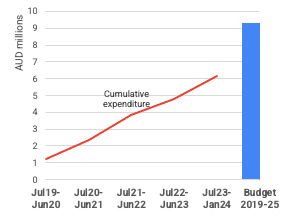 10
9
8
7
6
5
4
3
2
1
0
AUD millions
Cumulative
expenditure
Jul19-
Jun20
Jul20-
Jun21
Jul21-
Jun22
Jul22-
Jun23
Jul23-
Jan24
Budget
2019-25